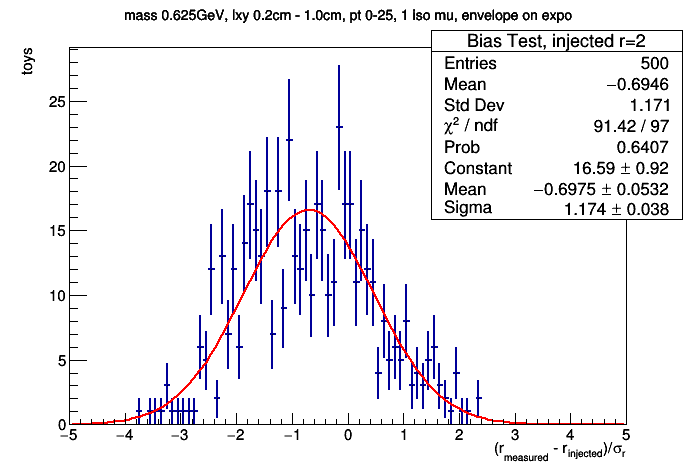 mass 0.625GeV, lxy 0.2cm - 1.0cm, pt 0-25, 1 Iso mu, envelope on expo
Bias Test, injected r=2
Entries 500
Mean −0.6946
Std Dev 1.171
χ² / ndf 91.42 / 97
Prob 0.6407
Constant 16.59 ± 0.92
Mean −0.6975 ± 0.0532
Sigma 1.174 ± 0.038
toys
25
20
15
10
5
0
−5 −4 −3 −2 −1 0 1 2 3 4 5
(r_measured - r_injected)/σ_r